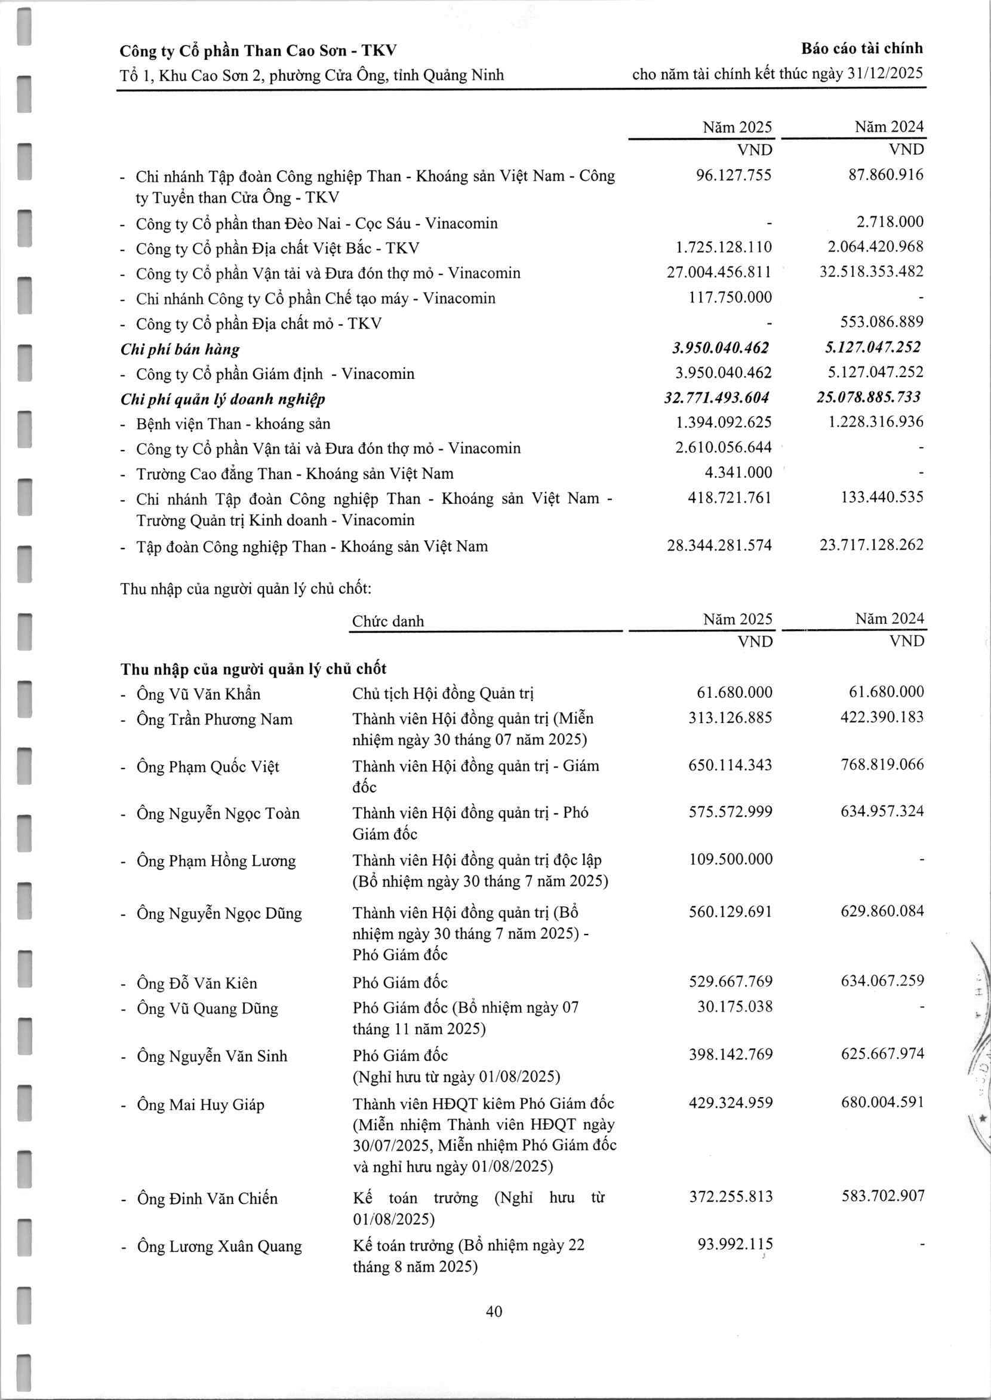 Công ty Cổ phần Than Cao Sơn - TKV Báo cáo tài chính
Tổ 1, Khu Cao Sơn 2, phường Cửa Ông, tỉnh Quảng Ninh cho năm tài chính kết thúc ngày 31/12/2025
Năm 2025 Năm 2024
VND VND
- Chi nhánh Tập đoàn Công nghiệp Than - Khoáng sản Việt Nam - Công 96.127.755 87.860.916
ty Tuyển than Cửa Ông - TKV
- Công ty Cổ phần than Đèo Nai - Cọc Sáu - Vinacomin - 2.718.000
- Công ty Cổ phần Địa chất Việt Bắc - TKV 1.725.128.110 2.064.420.968
- Công ty Cổ phần Vận tải và Đưa đón thợ mỏ - Vinacomin 27.004.456.811 32.518.353.482
- Chi nhánh Công ty Cổ phần Chế tạo máy - Vinacomin 117.750.000 -
- Công ty Cổ phần Địa chất mỏ - TKV - 553.086.889
Chi phí bán hàng 3.950.040.462 5.127.047.252
- Công ty Cổ phần Giám định - Vinacomin 3.950.040.462 5.127.047.252
Chi phí quản lý doanh nghiệp 32.771.493.604 25.078.885.733
- Bệnh viện Than - khoáng sản 1.394.092.625 1.228.316.936
- Công ty Cổ phần Vận tải và Đưa đón thợ mỏ - Vinacomin 2.610.056.644 -
- Trường Cao đẳng Than - Khoáng sản Việt Nam 4.341.000 -
- Chi nhánh Tập đoàn Công nghiệp Than - Khoáng sản Việt Nam - 418.721.761 133.440.535
Trường Quản trị Kinh doanh - Vinacomin
- Tập đoàn Công nghiệp Than - Khoáng sản Việt Nam 28.344.281.574 23.717.128.262
Thu nhập của người quản lý chủ chốt:
Chức danh Năm 2025 Năm 2024
VND VND
Thu nhập của người quản lý chủ chốt
- Ông Vũ Văn Khẩn Chủ tịch Hội đồng Quản trị 61.680.000 61.680.000
- Ông Trần Phương Nam Thành viên Hội đồng quản trị (Miễn 313.126.885 422.390.183
nhiệm ngày 30 tháng 07 năm 2025)
- Ông Phạm Quốc Việt Thành viên Hội đồng quản trị - Giám 650.114.343 768.819.066
đốc
- Ông Nguyễn Ngọc Toàn Thành viên Hội đồng quản trị - Phó 575.572.999 634.957.324
Giám đốc
- Ông Phạm Hồng Lương Thành viên Hội đồng quản trị độc lập 109.500.000 -
(Bổ nhiệm ngày 30 tháng 7 năm 2025)
- Ông Nguyễn Ngọc Dũng Thành viên Hội đồng quản trị (Bổ 560.129.691 629.860.084
nhiệm ngày 30 tháng 7 năm 2025) -
Phó Giám đốc
- Ông Đỗ Văn Kiên Phó Giám đốc 529.667.769 634.067.259
- Ông Vũ Quang Dũng Phó Giám đốc (Bổ nhiệm ngày 07 30.175.038 -
tháng 11 năm 2025)
- Ông Nguyễn Văn Sinh Phó Giám đốc 398.142.769 625.667.974
(Nghỉ hưu từ ngày 01/08/2025)
- Ông Mai Huy Giáp Thành viên HĐQT kiêm Phó Giám đốc 429.324.959 680.004.591
(Miễn nhiệm Thành viên HĐQT ngày
30/07/2025, Miễn nhiệm Phó Giám đốc
và nghỉ hưu ngày 01/08/2025)
- Ông Đinh Văn Chiến Kế toán trưởng (Nghỉ hưu từ 372.255.813 583.702.907
01/08/2025)
- Ông Lương Xuân Quang Kế toán trưởng (Bổ nhiệm ngày 22 93.992.115 -
tháng 8 năm 2025)
40